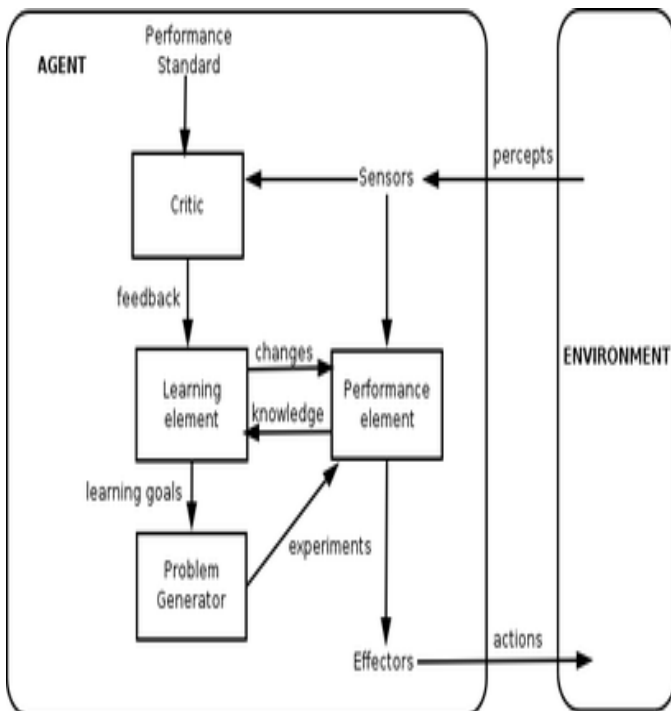 Performance
Standard
AGENT
percepts
Sensors
Critic
feedback
changes
ENVIRONMENT
Learning
element
Performance
element
knowledge
learning goals
experiments
Problem
Generator
actions
Effectors